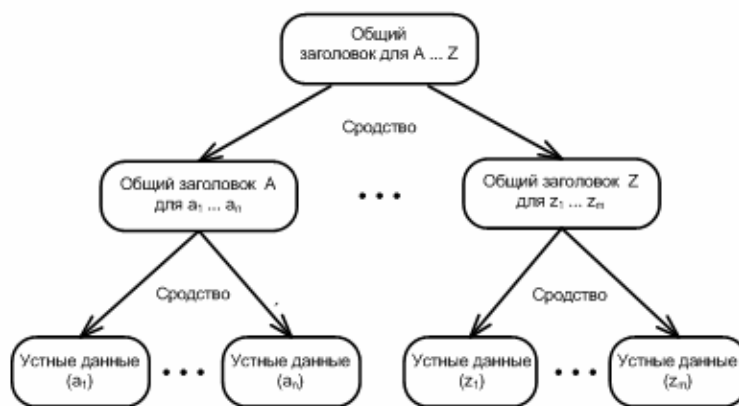 Общий
заголовок для A ... Z
Сродство
Общий заголовок A
для a₁ ... aₙ
• • •
Общий заголовок Z
для z₁ ... zₘ
Сродство
Сродство
Устные данные
(a₁)
• • •
Устные данные
(aₙ)
Устные данные
(z₁)
• • •
Устные данные
(zₘ)